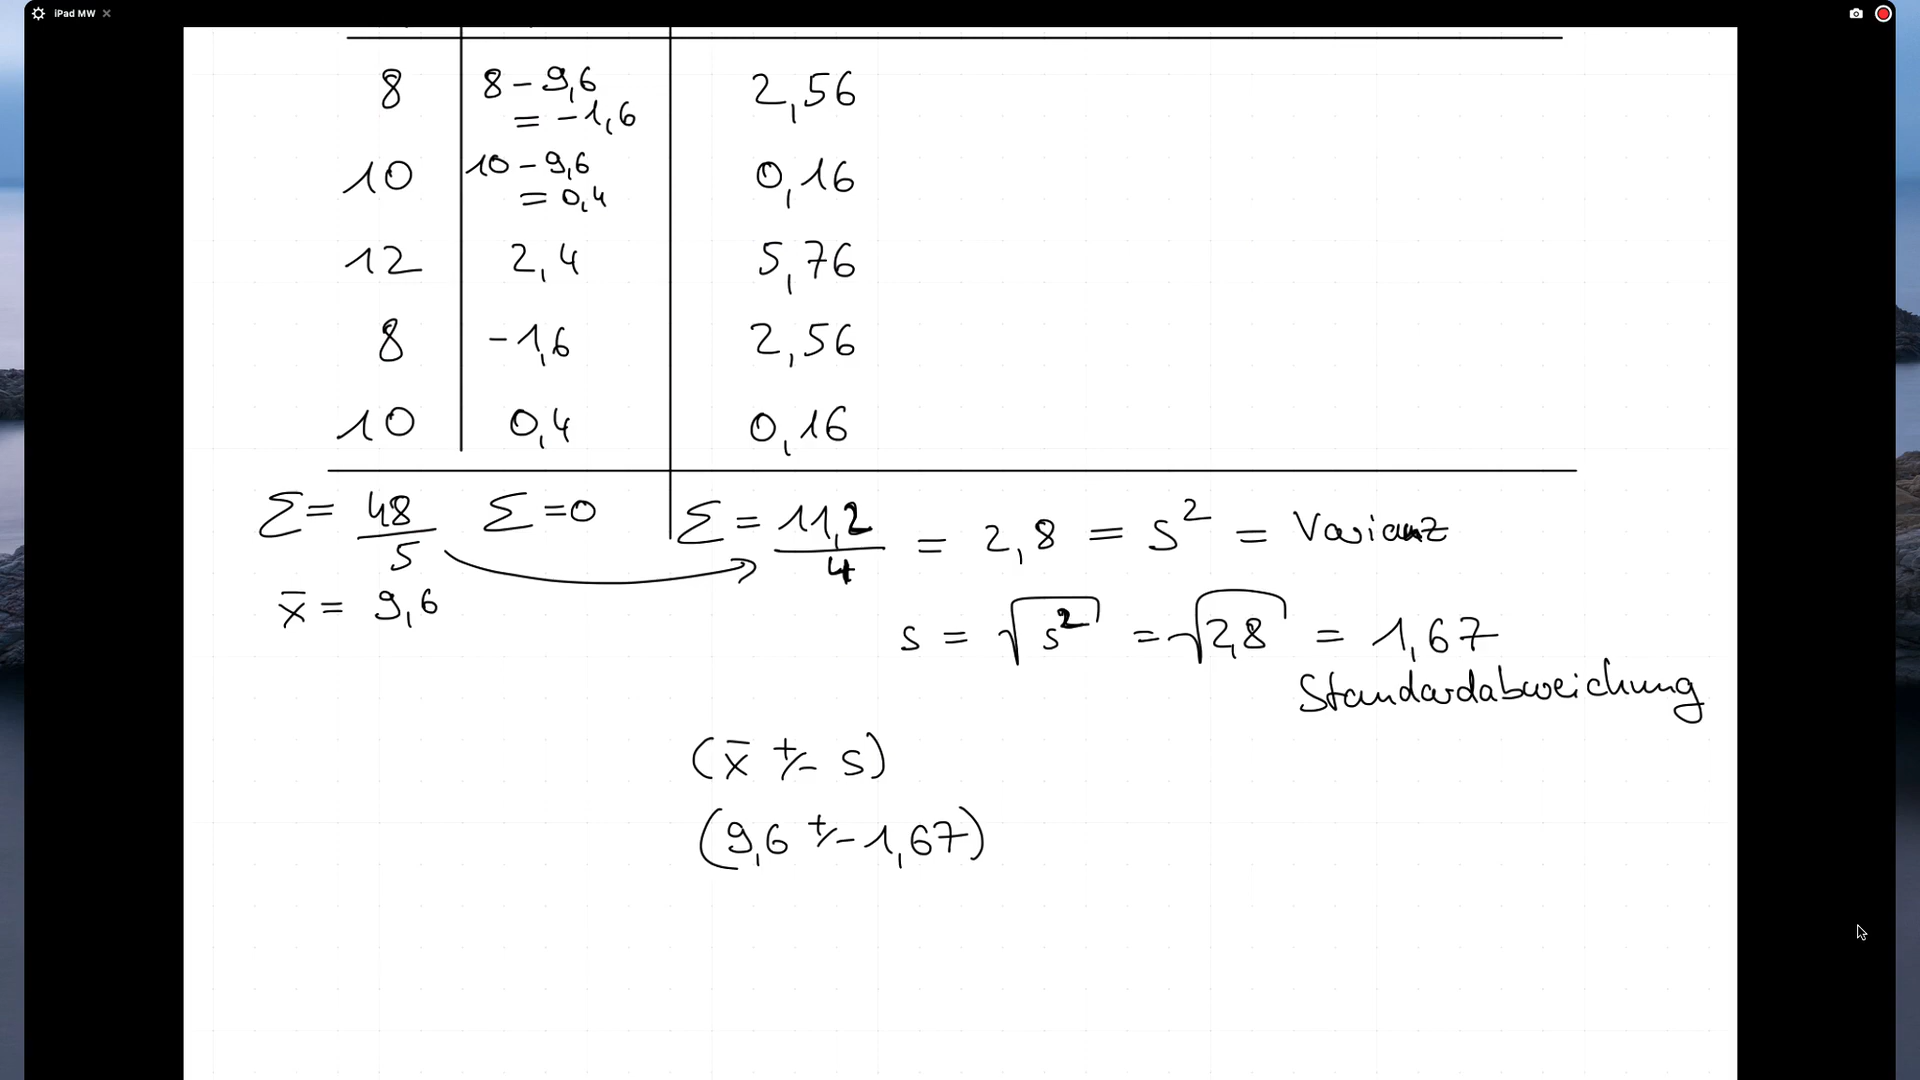 iPad MW
8 8 - 9,6 2,56
= -1,6
10 10 - 9,6 0,16
= 0,4
12 2,4 5,76
8 -1,6 2,56
10 0,4 0,16
Σ = 48/5 Σ = 0 Σ = 11,2/4 = 2,8 = s² = Varianz
x̄ = 9,6
s = √s² = √2,8 = 1,67
Standardabweichung
(x̄ +/- s)
(9,6 +/- 1,67)